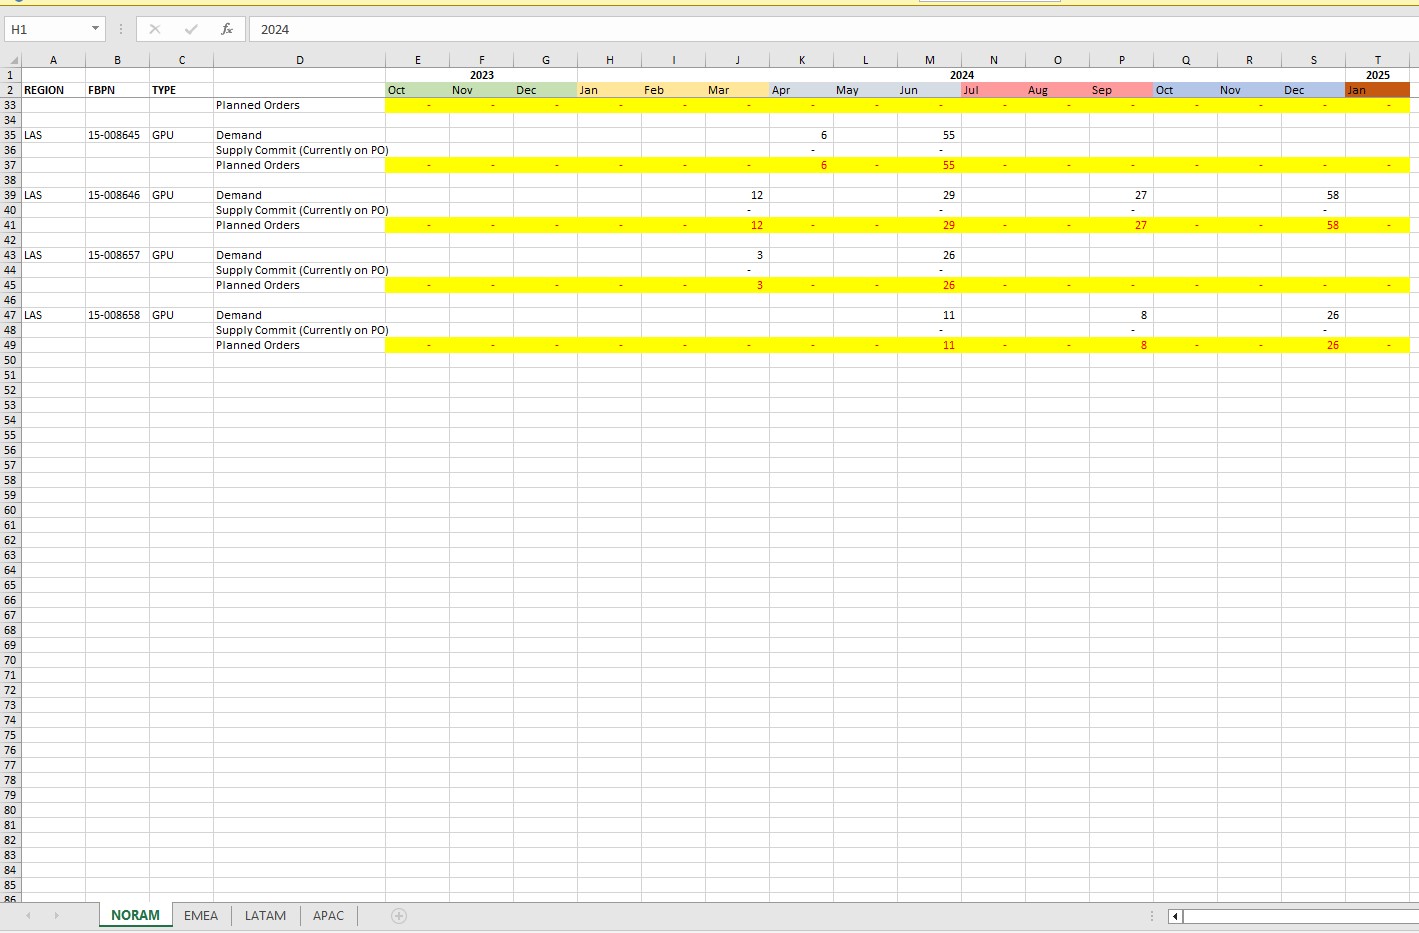 H1 fx 2024
A B C D E F G H I J K L M N O P Q R S T
1 2023 2024 2025
2 REGION FBPN TYPE Oct Nov Dec Jan Feb Mar Apr May Jun Jul Aug Sep Oct Nov Dec Jan
33 Planned Orders - - - - - - - - - - - - - - - -
34
35 LAS 15-008645 GPU Demand 6 55
36 Supply Commit (Currently on PO) - -
37 Planned Orders - - - - - - 6 - 55 - - - - - - -
38
39 LAS 15-008646 GPU Demand 12 29 27 58
40 Supply Commit (Currently on PO) - - - -
41 Planned Orders - - - - - 12 - - 29 - - 27 - - 58 -
42
43 LAS 15-008657 GPU Demand 3 26
44 Supply Commit (Currently on PO) - -
45 Planned Orders - - - - - 3 - - 26 - - - - - - -
46
47 LAS 15-008658 GPU Demand 11 8 26
48 Supply Commit (Currently on PO) - - -
49 Planned Orders - - - - - - - - 11 - - 8 - - 26 -
50
51
52
53
54
55
56
57
58
59
60
61
62
63
64
65
66
67
68
69
70
71
72
73
74
75
76
77
78
79
80
81
82
83
84
85
86
NORAM EMEA LATAM APAC